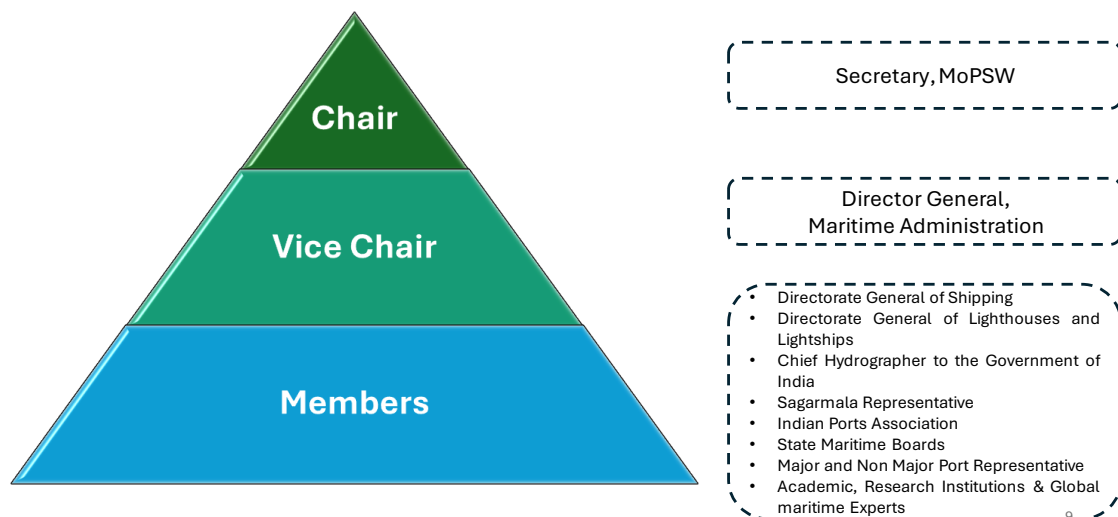 Chair
Secretary, MoPSW
Vice Chair
Director General,
Maritime Administration
Members
• Directorate General of Shipping
• Directorate General of Lighthouses and
Lightships
• Chief Hydrographer to the Government of
India
• Sagarmala Representative
• Indian Ports Association
• State Maritime Boards
• Major and Non Major Port Representative
• Academic, Research Institutions & Global
maritime Experts
9